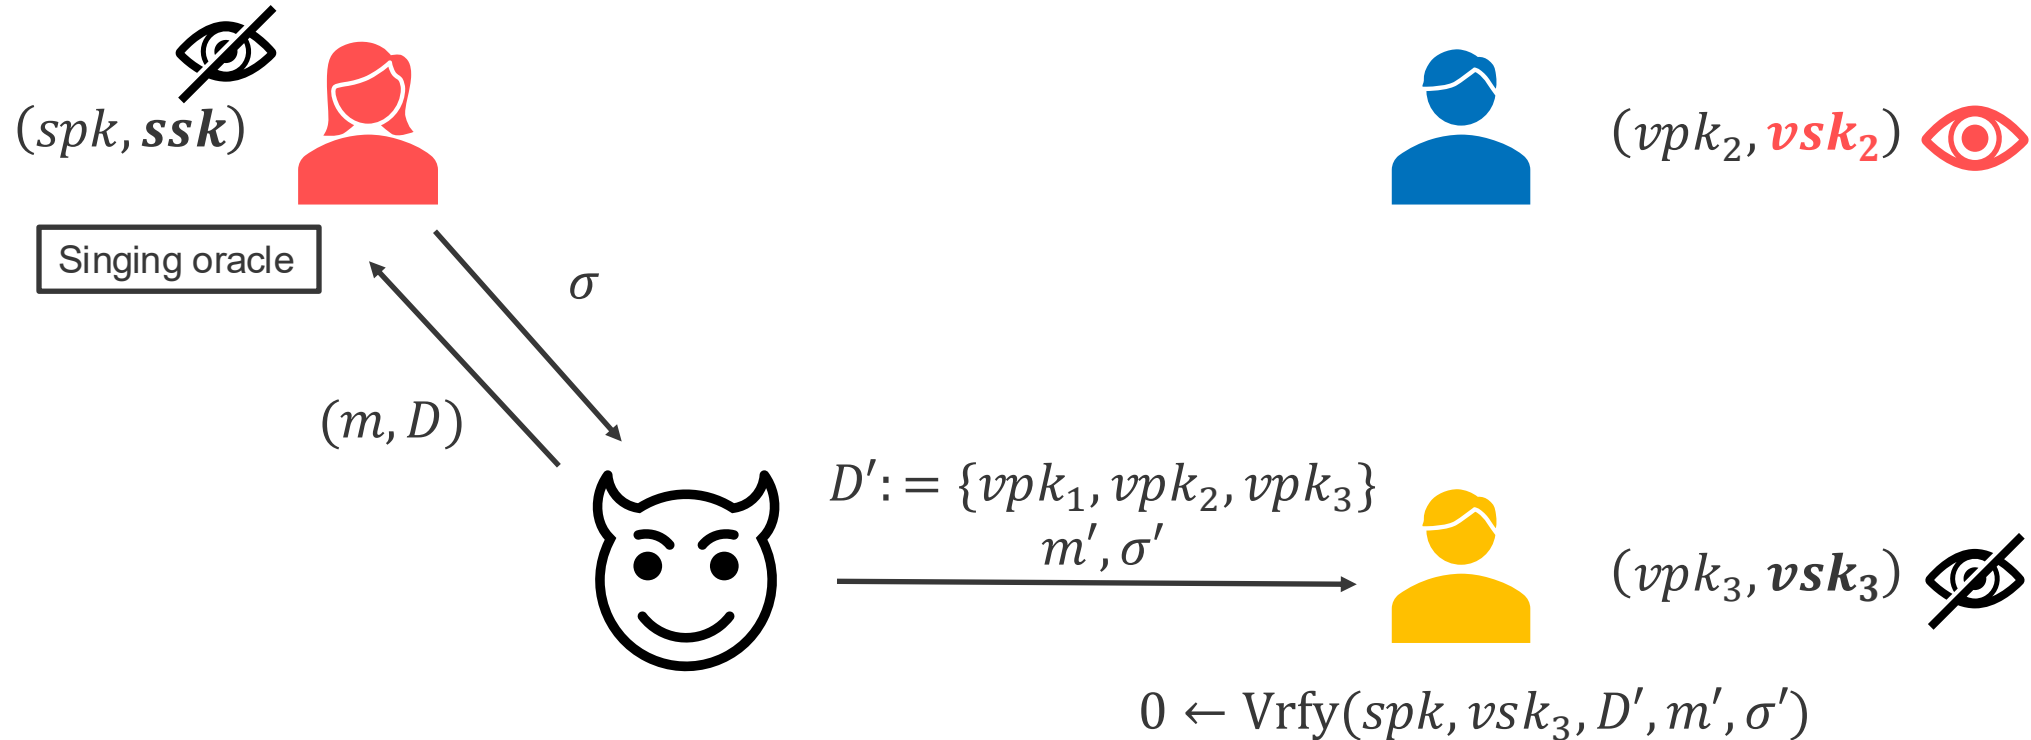 (spk, ssk)
(vpk₂, vsk₂)
Singing oracle
σ
(m, D)
D′: = {vpk₁, vpk₂, vpk₃}
m′, σ′
(vpk₃, vsk₃)
0 ← Vrfy(spk, vsk₃, D′, m′, σ′)